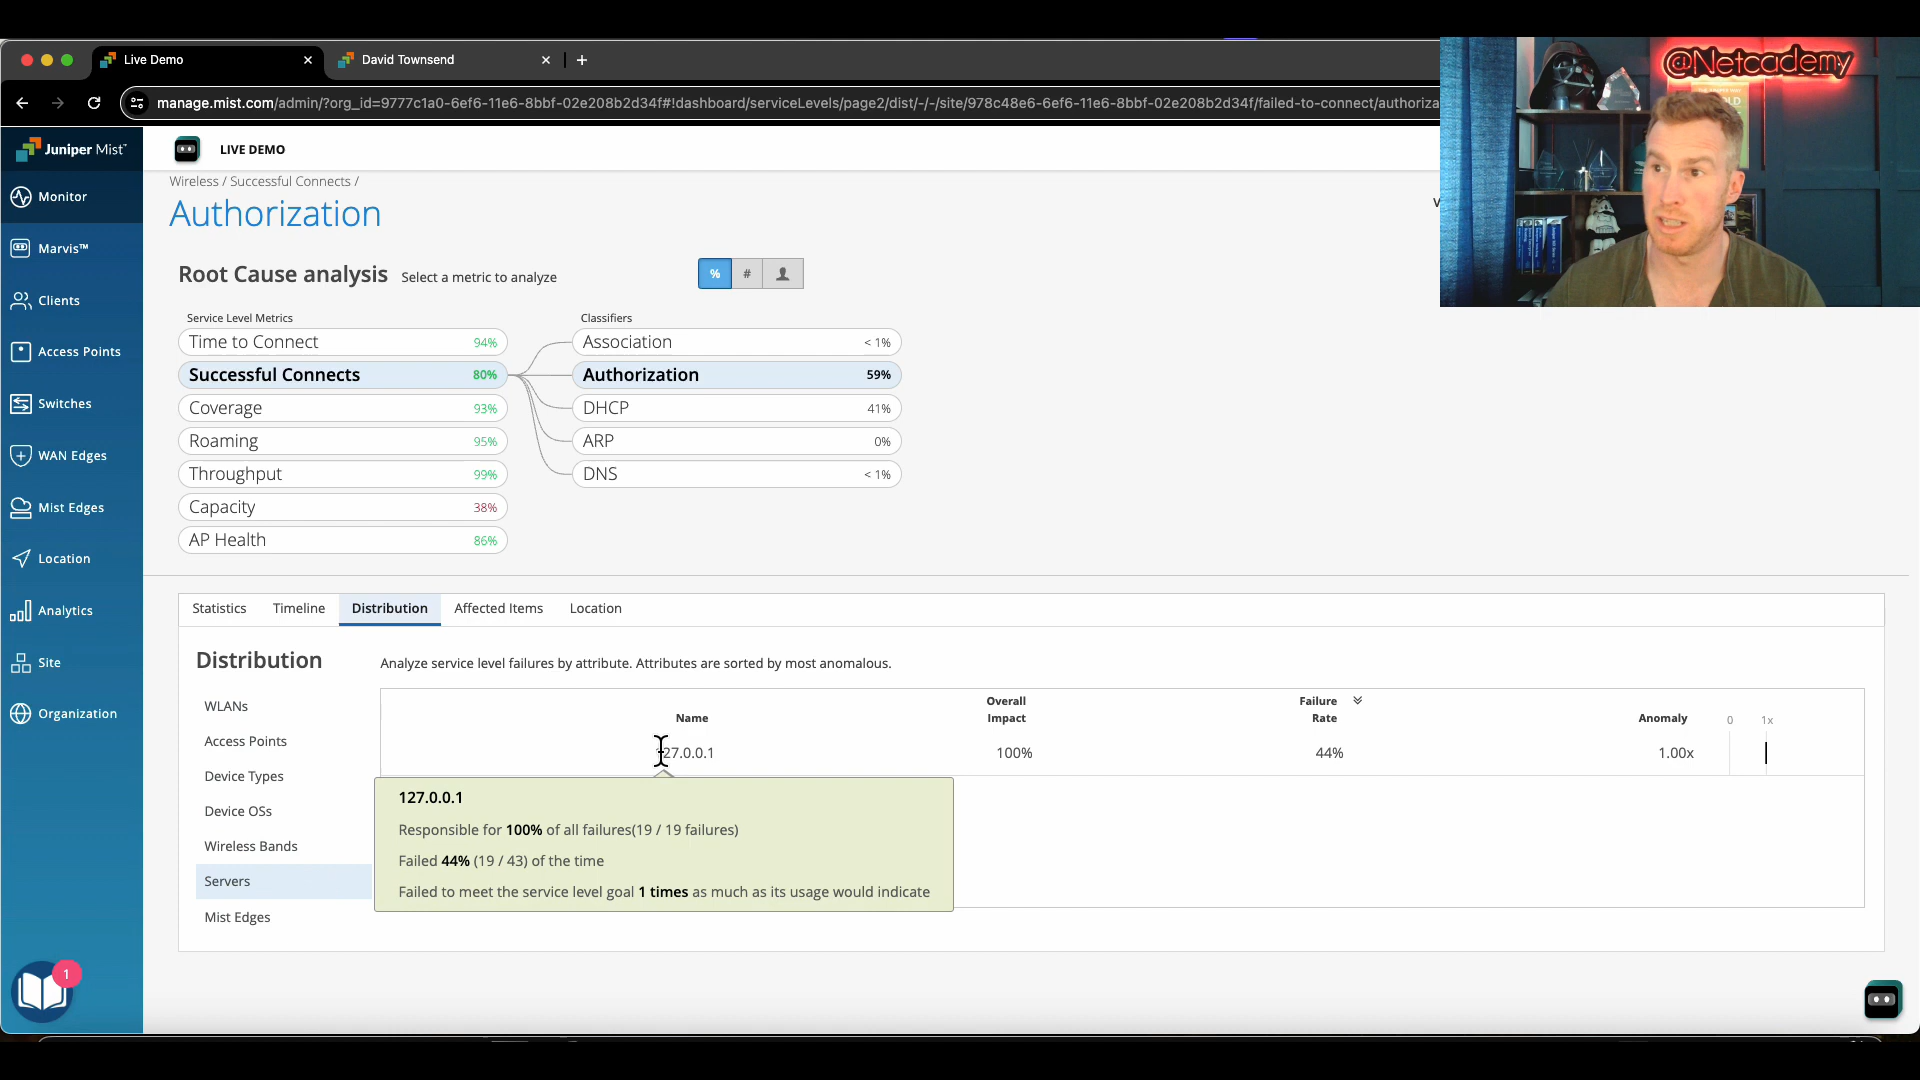 Live Demo
David Townsend
manage.mist.com/admin/?org_id=9777c1a0-6ef6-11e6-8bbf-02e208b2d34f#!dashboard/serviceLevels/page2/dist/-/-/site/978c48e6-6ef6-11e6-8bbf-02e208b2d34f/failed-to-connect/authoriza
@Netcademy
Juniper Mist™
LIVE DEMO
Monitor
Marvis™
Clients
Access Points
Switches
WAN Edges
Mist Edges
Location
Analytics
Site
Organization
1
Wireless / Successful Connects /
Authorization
Root Cause analysis Select a metric to analyze
% #
Service Level Metrics
Time to Connect 94%
Successful Connects 80%
Coverage 93%
Roaming 95%
Throughput 99%
Capacity 38%
AP Health 86%
Classifiers
Association < 1%
Authorization 59%
DHCP 41%
ARP 0%
DNS < 1%
Statistics Timeline Distribution Affected Items Location
Distribution
Analyze service level failures by attribute. Attributes are sorted by most anomalous.
WLANs
Access Points
Device Types
Device OSs
Wireless Bands
Servers
Mist Edges
Name
Overall
Impact
Failure
Rate
Anomaly 0 1x
127.0.0.1 100% 44% 1.00x
127.0.0.1
Responsible for 100% of all failures(19 / 19 failures)
Failed 44% (19 / 43) of the time
Failed to meet the service level goal 1 times as much as its usage would indicate